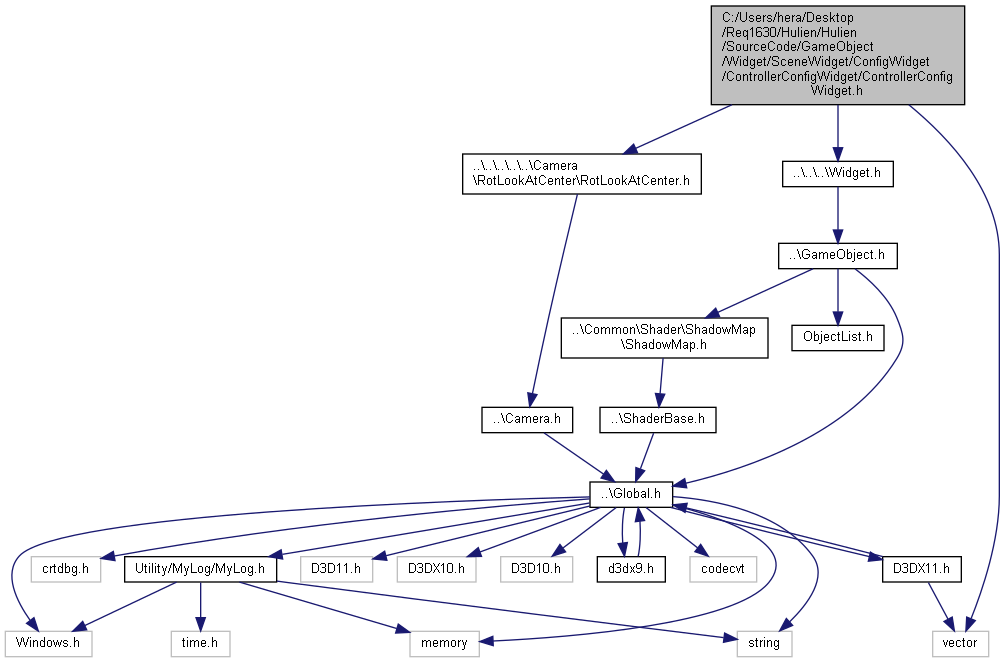 C:/Users/hera/Desktop
/Req1630/Hulien/Hulien
/SourceCode/GameObject
/Widget/SceneWidget/ConfigWidget
/ControllerConfigWidget/ControllerConfig
Widget.h
..\..\..\..\..\Camera
\RotLookAtCenter\RotLookAtCenter.h
..\..\..\Widget.h
..\GameObject.h
..\Common\Shader\ShadowMap
\ShadowMap.h
ObjectList.h
..\Camera.h
..\ShaderBase.h
..\Global.h
crtdbg.h
Utility/MyLog/MyLog.h
D3D11.h
D3DX10.h
D3D10.h
d3dx9.h
codecvt
D3DX11.h
Windows.h
time.h
memory
string
vector